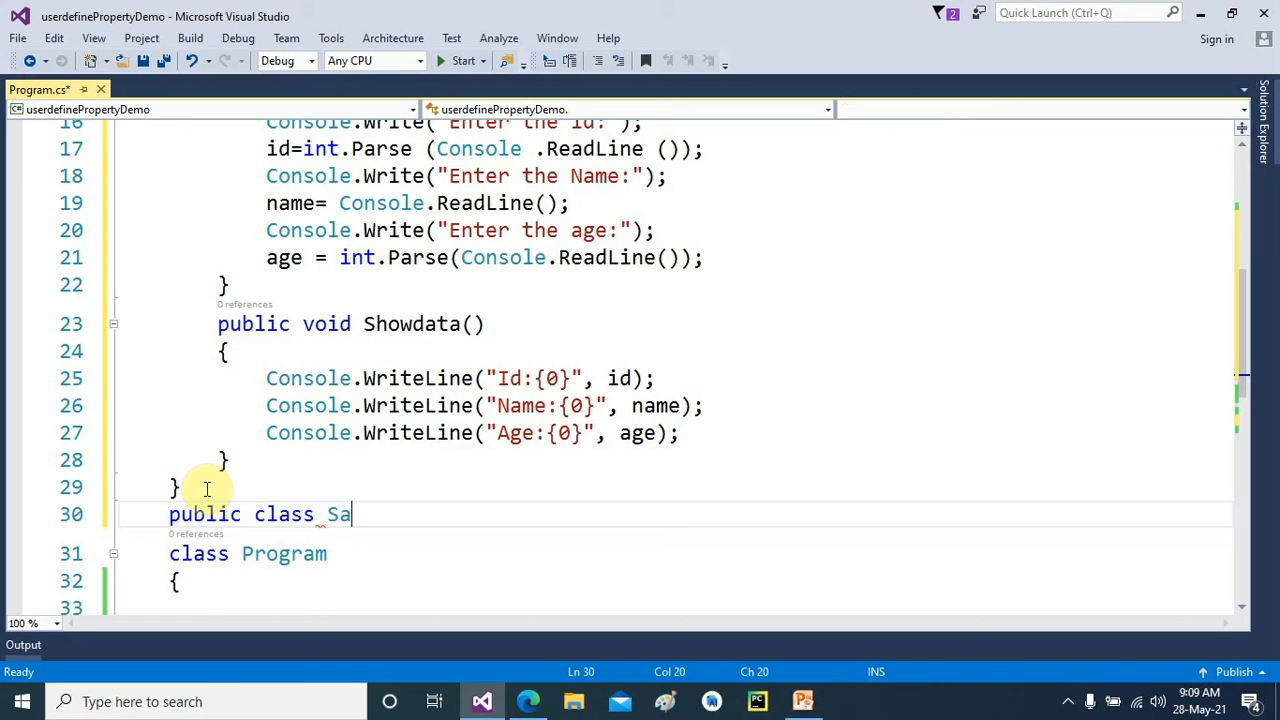 userdefinePropertyDemo - Microsoft Visual Studio
2
Quick Launch (Ctrl+Q)
File Edit View Project Build Debug Team Tools Architecture Test Analyze Window Help
Sign in
Debug Any CPU Start
Program.cs*
userdefinePropertyDemo userdefinePropertyDemo.
Solution Explorer
16 Console.Write("Enter the id:");
17 id=int.Parse (Console .ReadLine ());
18 Console.Write("Enter the Name:");
19 name= Console.ReadLine();
20 Console.Write("Enter the age:");
21 age = int.Parse(Console.ReadLine());
22 }
0 references
23 public void Showdata()
24 {
25 Console.WriteLine("Id:{0}", id);
26 Console.WriteLine("Name:{0}", name);
27 Console.WriteLine("Age:{0}", age);
28 }
29 }
30 public class Sa
0 references
31 class Program
32 {
33
100 %
Output
Ready Ln 30 Col 20 Ch 20 INS Publish
Type here to search
PC
9:09 AM
28-May-21
4